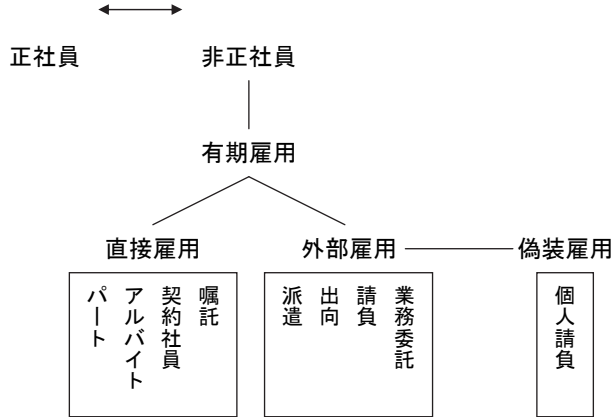 正社員
非正社員
有期雇用
直接雇用
外部雇用
偽装雇用
パート
アルバイト
契約社員
嘱託
派遣
出向
請負
業務委託
個人請負